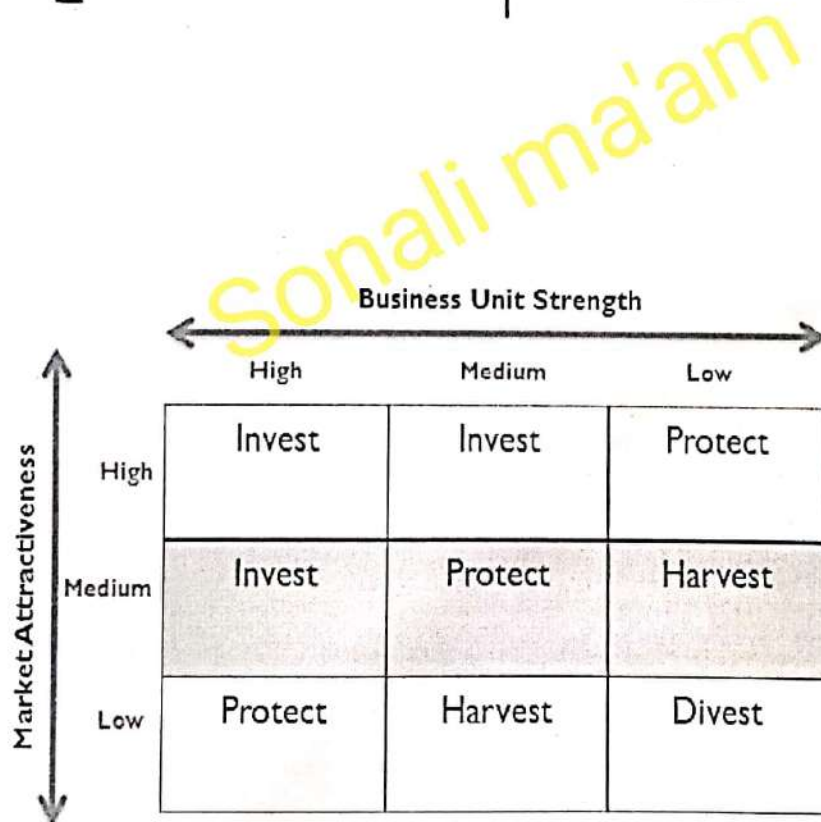 Sonali ma'am
Business Unit Strength
High Medium Low
Market Attractiveness
High Invest Invest Protect
Medium Invest Protect Harvest
Low Protect Harvest Divest